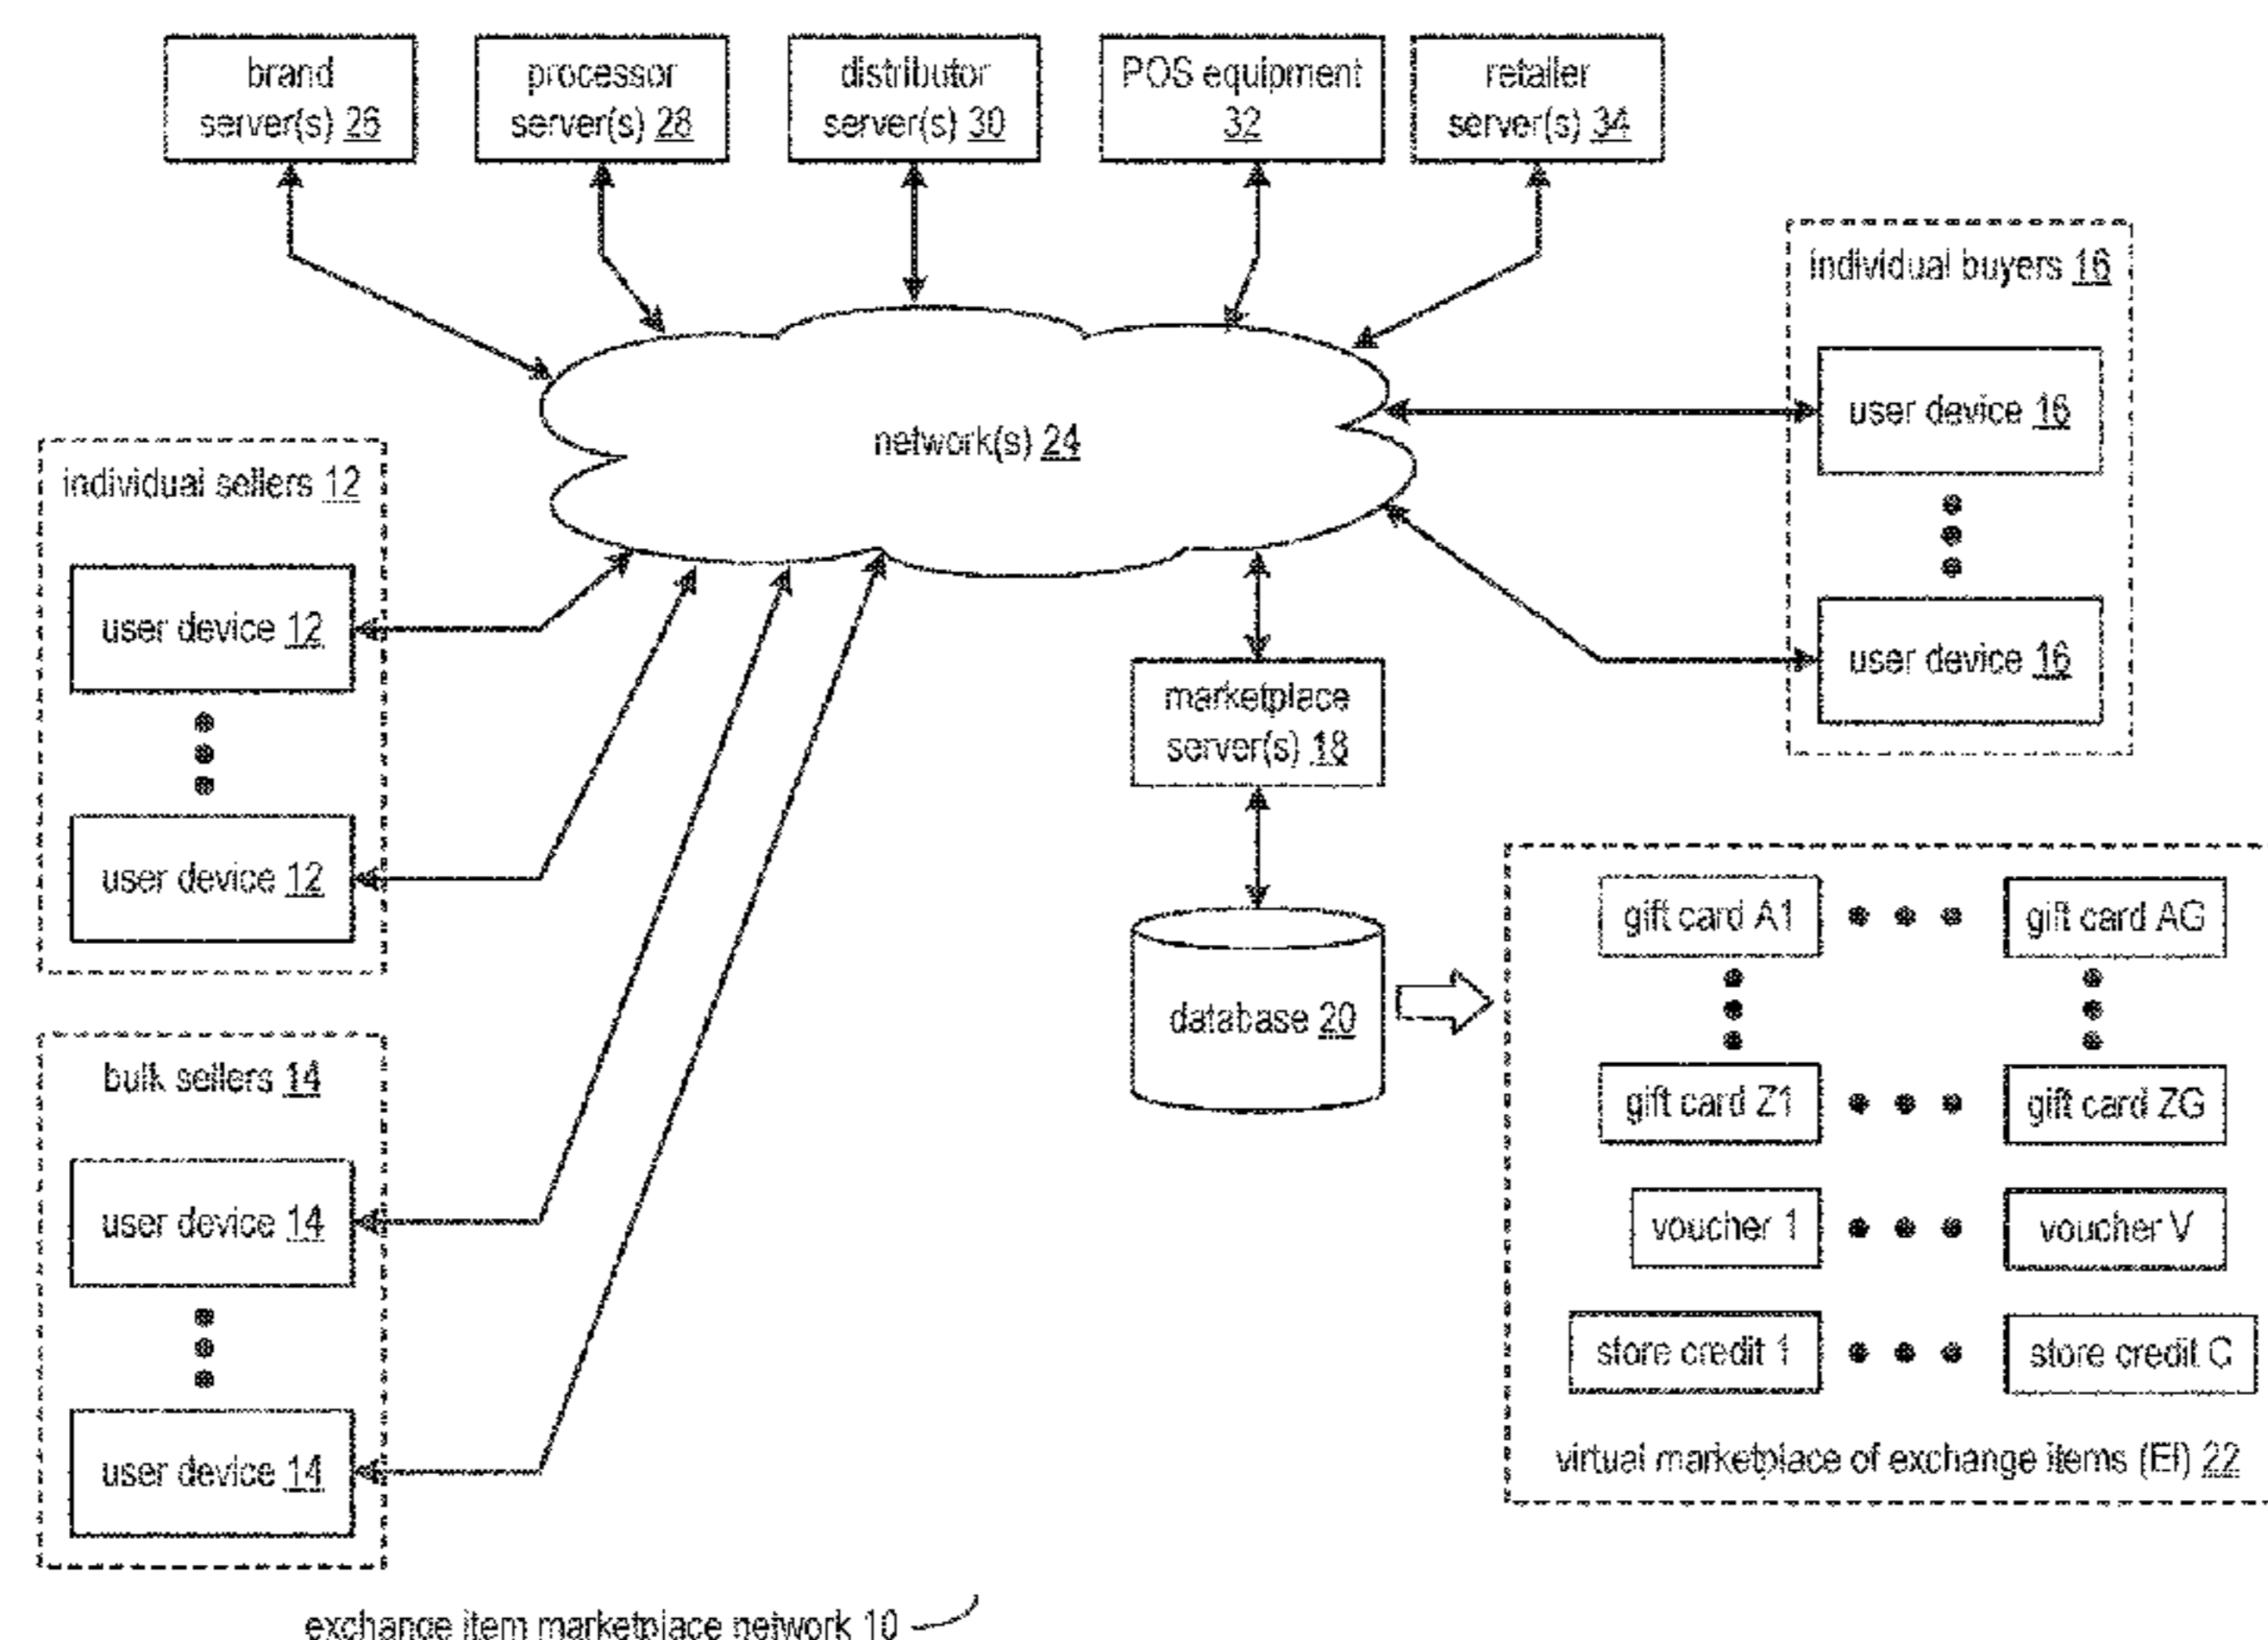 brand
server(s) 26
processor
server(s) 28
distributor
server(s) 30
POS equipment
32
retailer
server(s) 34
individual buyers 16
user device 16
user device 16
network(s) 24
individual sellers 12
user device 12
user device 12
marketplace
server(s) 18
database 20
bulk sellers 14
user device 14
user device 14
gift card A1
gift card AG
gift card Z1
gift card ZG
voucher 1
voucher V
store credit 1
store credit C
virtual marketplace of exchange items (EI) 22
exchange item marketplace network 10